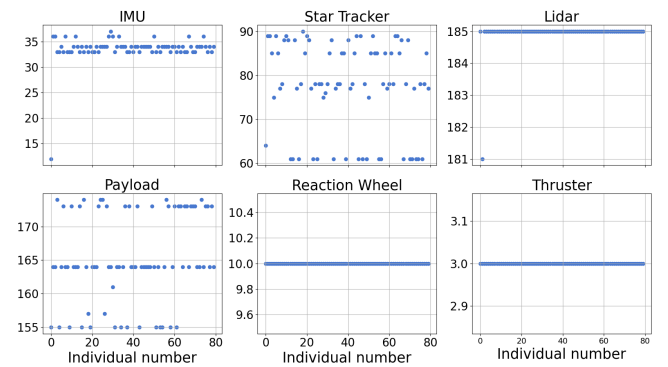 IMU
Star Tracker
Lidar
35
30
25
20
15
90
80
70
60
185
184
183
182
181
Payload
Reaction Wheel
Thruster
170
165
160
155
10.4
10.2
10.0
9.8
9.6
3.1
3.0
2.9
0 20 40 60 80
0 20 40 60 80
0 20 40 60 80
Individual number
Individual number
Individual number